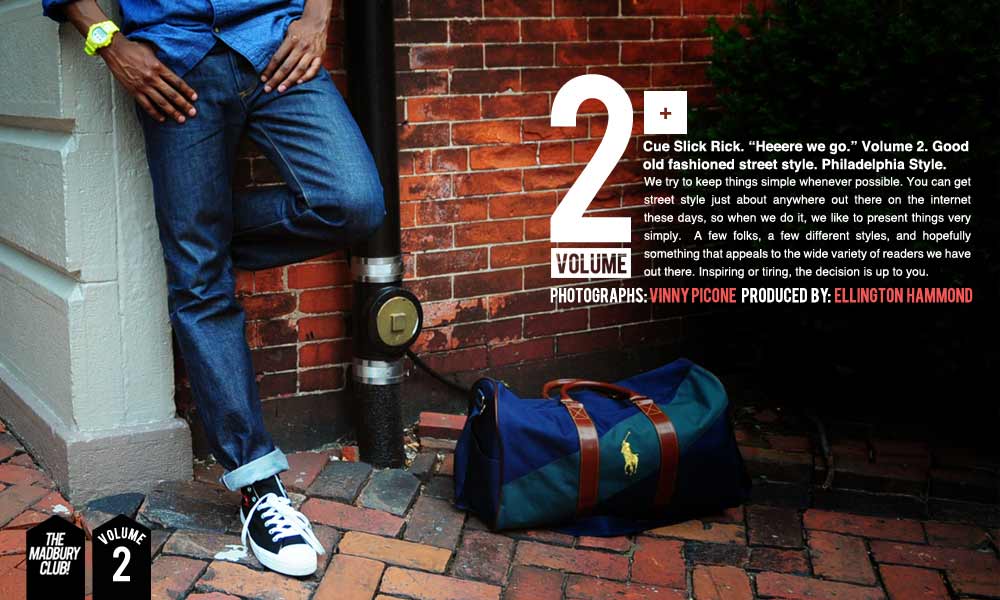 2+
VOLUME
Cue Slick Rick. “Heeere we go.” Volume 2. Good
old fashioned street style. Philadelphia Style.
We try to keep things simple whenever possible. You can get
street style just about anywhere out there on the internet
these days, so when we do it, we like to present things very
simply. A few folks, a few different styles, and hopefully
something that appeals to the wide variety of readers we have
out there. Inspiring or tiring, the decision is up to you.
PHOTOGRAPHS: VINNY PICONE PRODUCED BY: ELLINGTON HAMMOND
THE
MADBURY
CLUB!
VOLUME
2